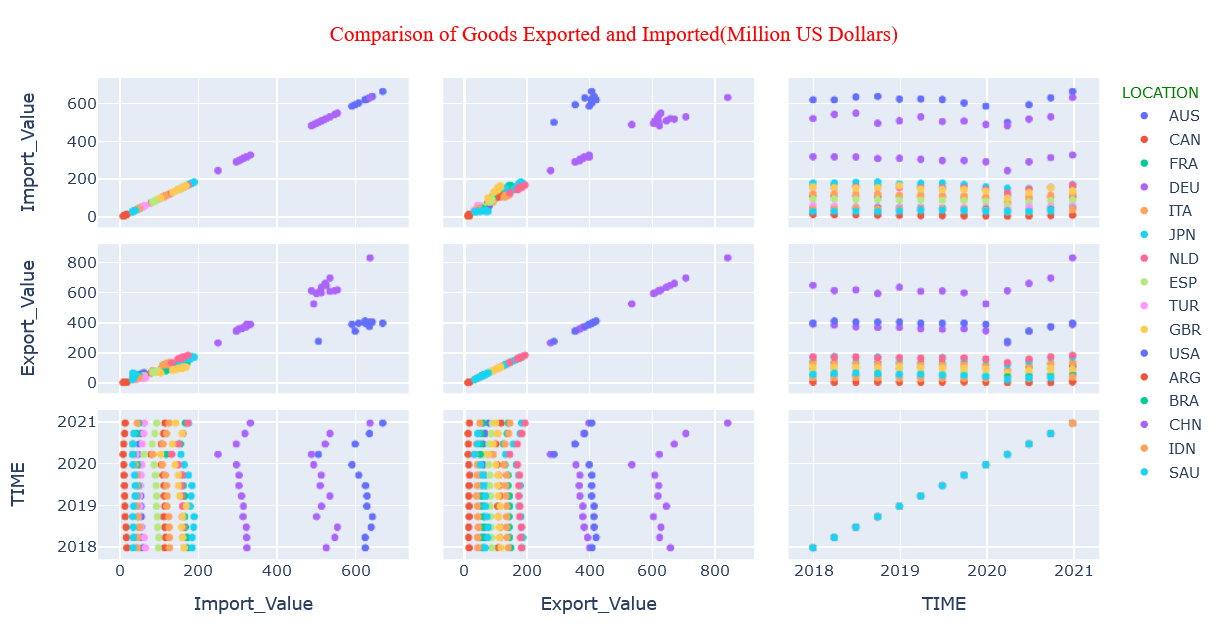 Comparison of Goods Exported and Imported(Million US Dollars)
Import_Value
600
400
200
0
Export_Value
800
600
400
200
0
TIME
2021
2020
2019
2018
0 200 400 600
0 200 400 600 800
2018 2019 2020 2021
Import_Value
Export_Value
TIME
LOCATION
AUS
CAN
FRA
DEU
ITA
JPN
NLD
ESP
TUR
GBR
USA
ARG
BRA
CHN
IDN
SAU